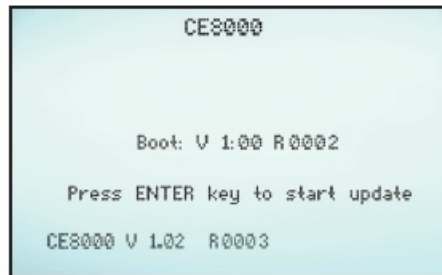 CE8000
Boot: V 1:00 R0002
Press ENTER key to start update
CE8000 V 1.02 R0003